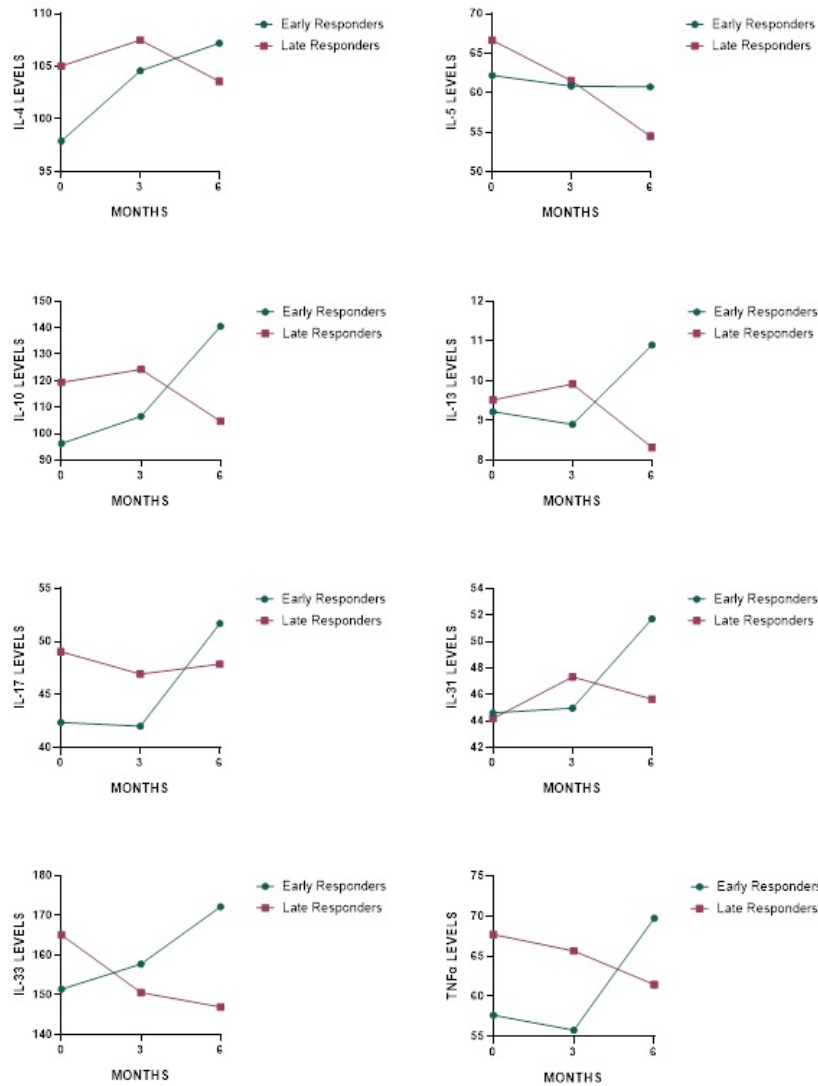 110
105
100
95
IL-4 LEVELS
0 3 6
MONTHS
Early Responders
Late Responders
70
65
60
55
50
IL-5 LEVELS
0 3 6
MONTHS
Early Responders
Late Responders
150
140
130
120
110
100
90
IL-10 LEVELS
0 3 6
MONTHS
Early Responders
Late Responders
12
11
10
9
8
IL-13 LEVELS
0 3 6
MONTHS
Early Responders
Late Responders
55
50
45
40
IL-17 LEVELS
0 3 6
MONTHS
Early Responders
Late Responders
54
52
50
48
46
44
42
IL-31 LEVELS
0 3 6
MONTHS
Early Responders
Late Responders
180
170
160
150
140
IL-33 LEVELS
0 3 6
MONTHS
Early Responders
Late Responders
75
70
65
60
55
TNFα LEVELS
0 3 6
MONTHS
Early Responders
Late Responders